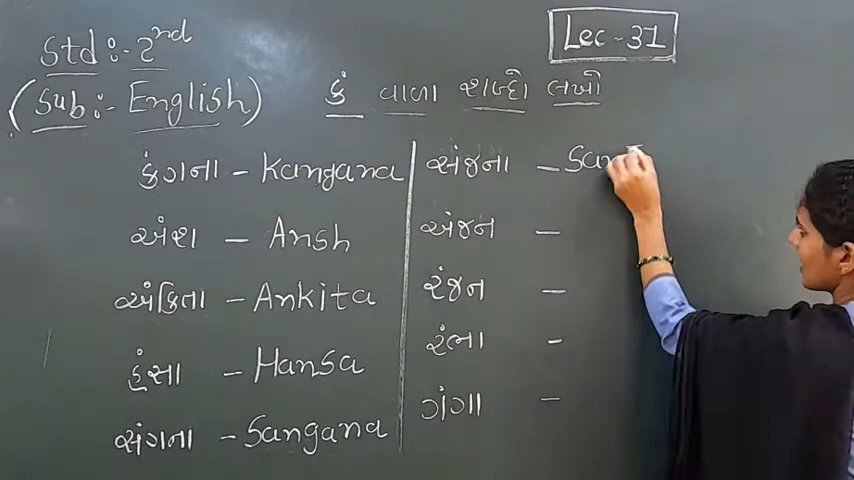 Std :- 2nd
Lec - 31
(Sub :- English)
કં વાળા શબ્દો લખો
કંગના - Kangana
અંશ - Ansh
અંકિતા - Ankita
હંસા - Hansa
સંગના - Sangana
સંજના - San
અંજન -
રંજન -
રંભા -
ગંગા -